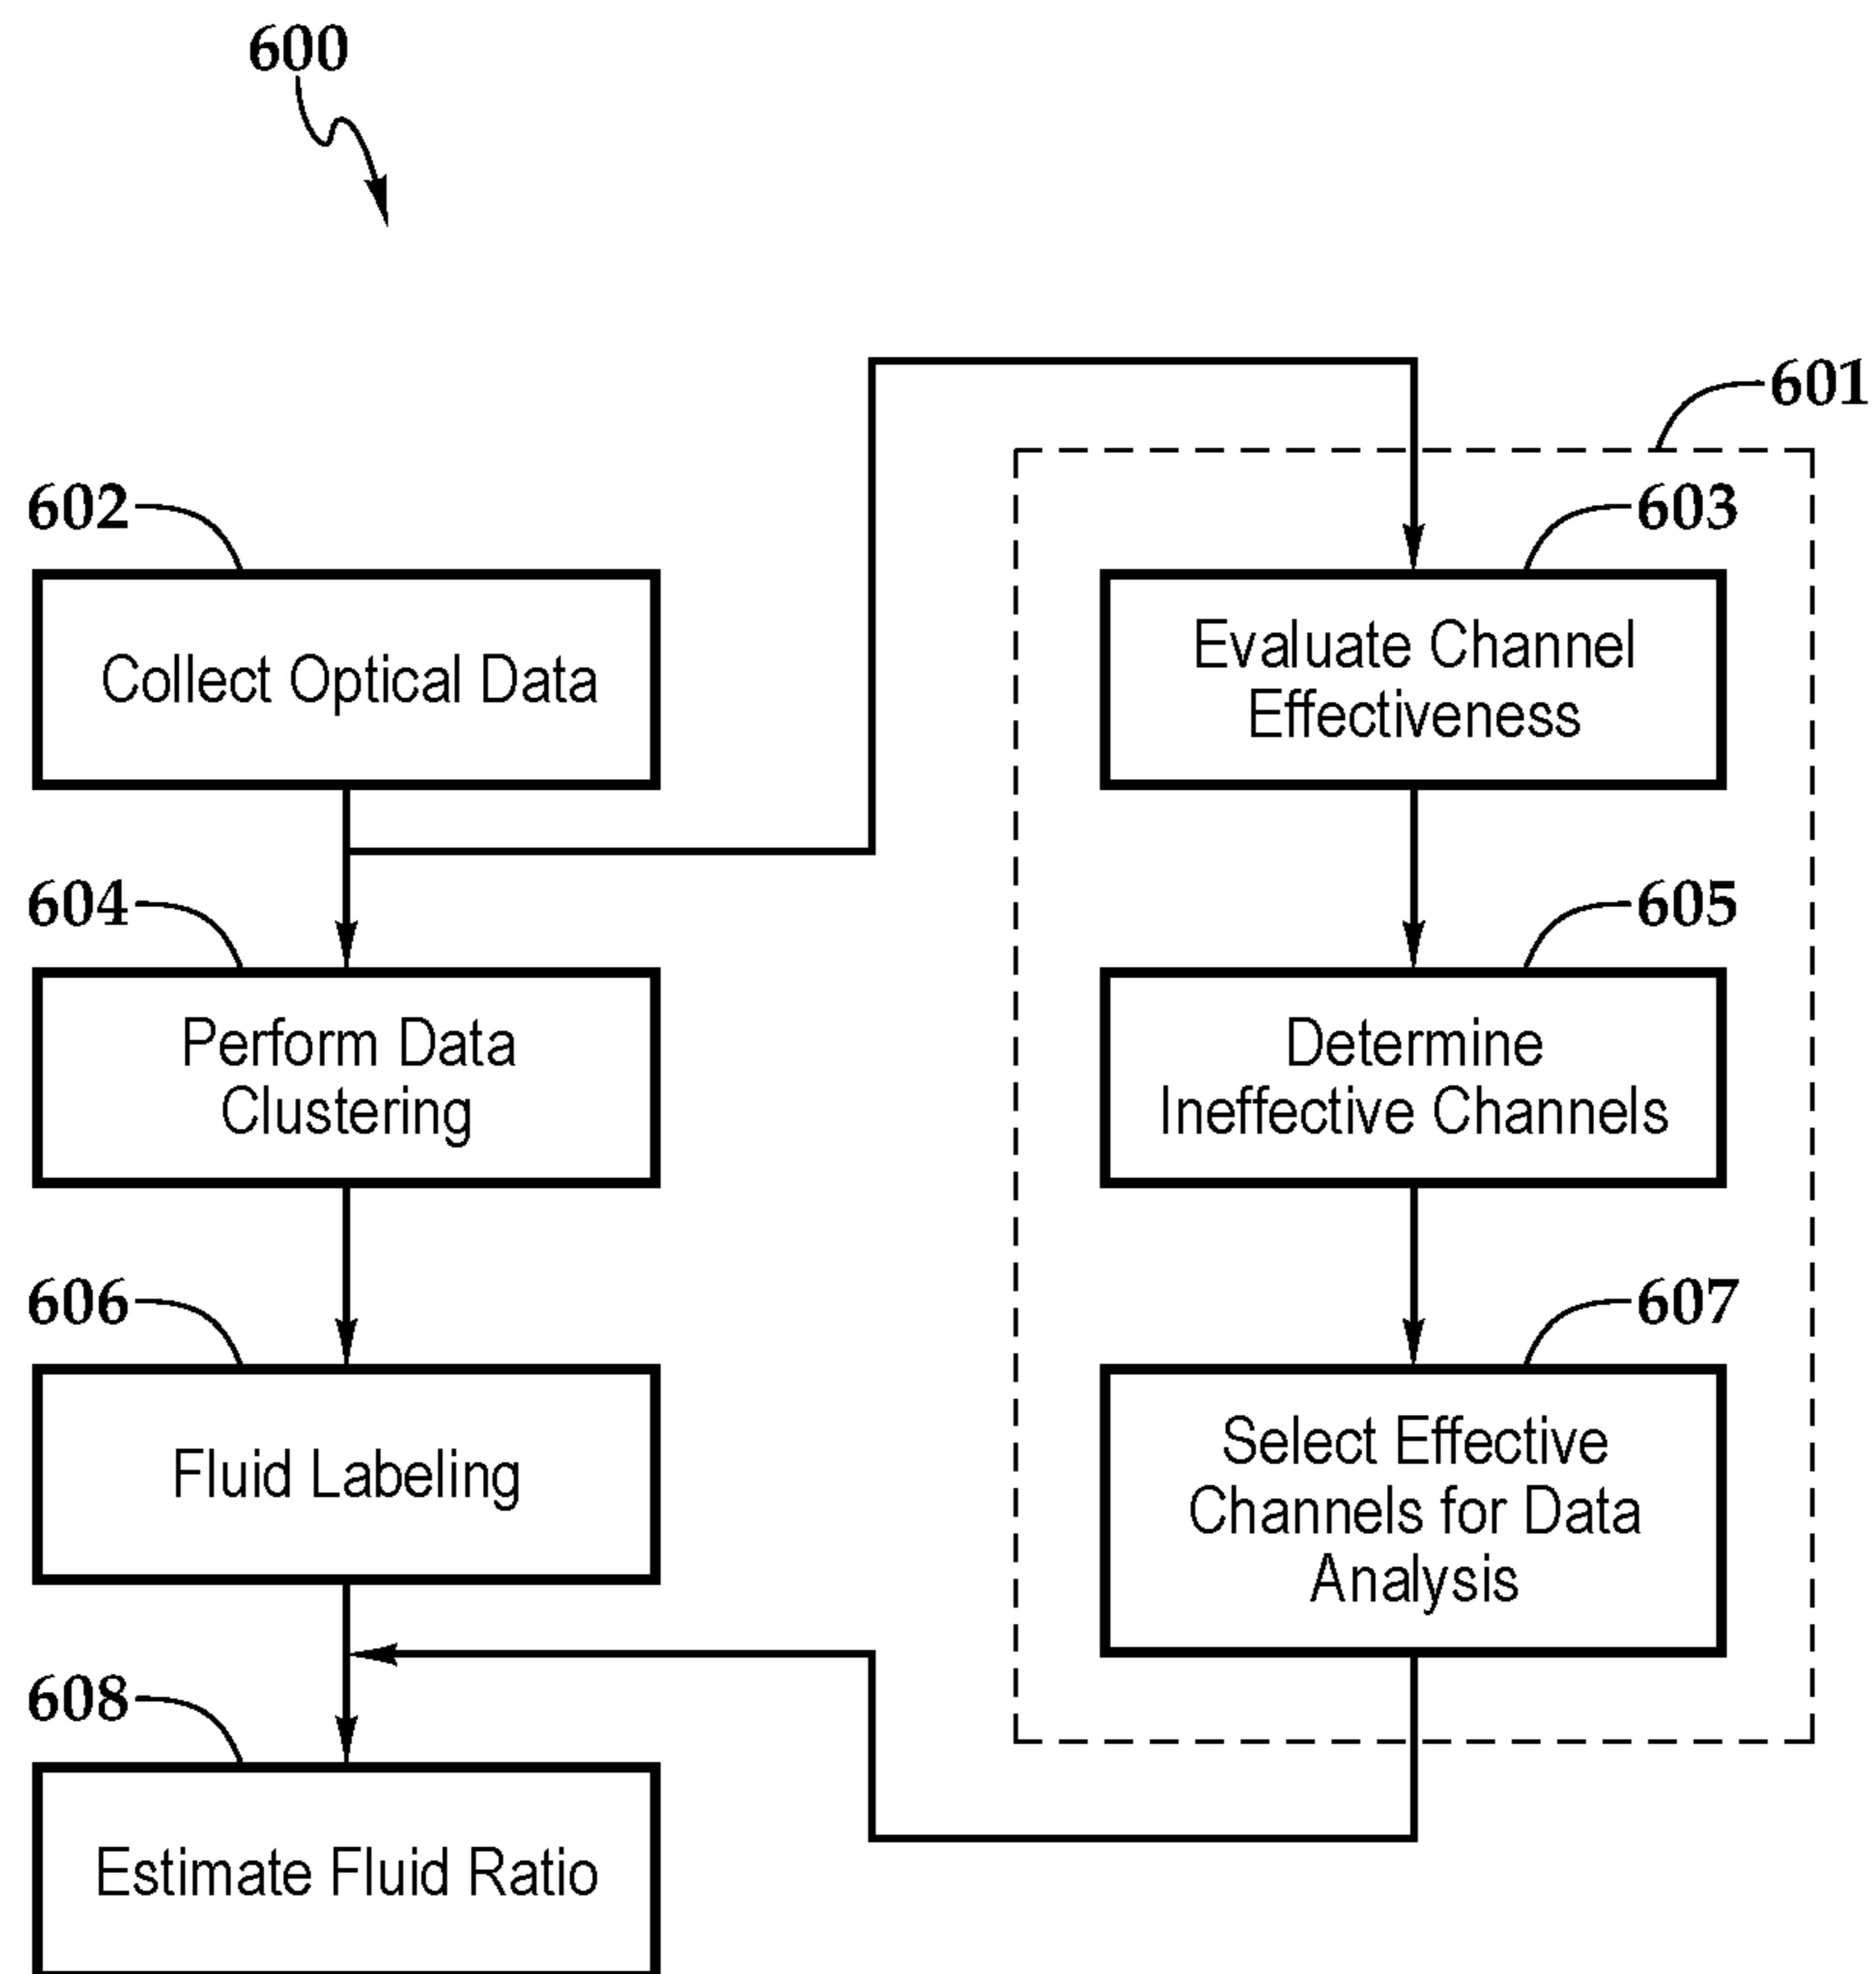 600
601
602
Collect Optical Data
603
Evaluate Channel
Effectiveness
604
Perform Data
Clustering
605
Determine
Ineffective Channels
606
Fluid Labeling
607
Select Effective
Channels for Data
Analysis
608
Estimate Fluid Ratio